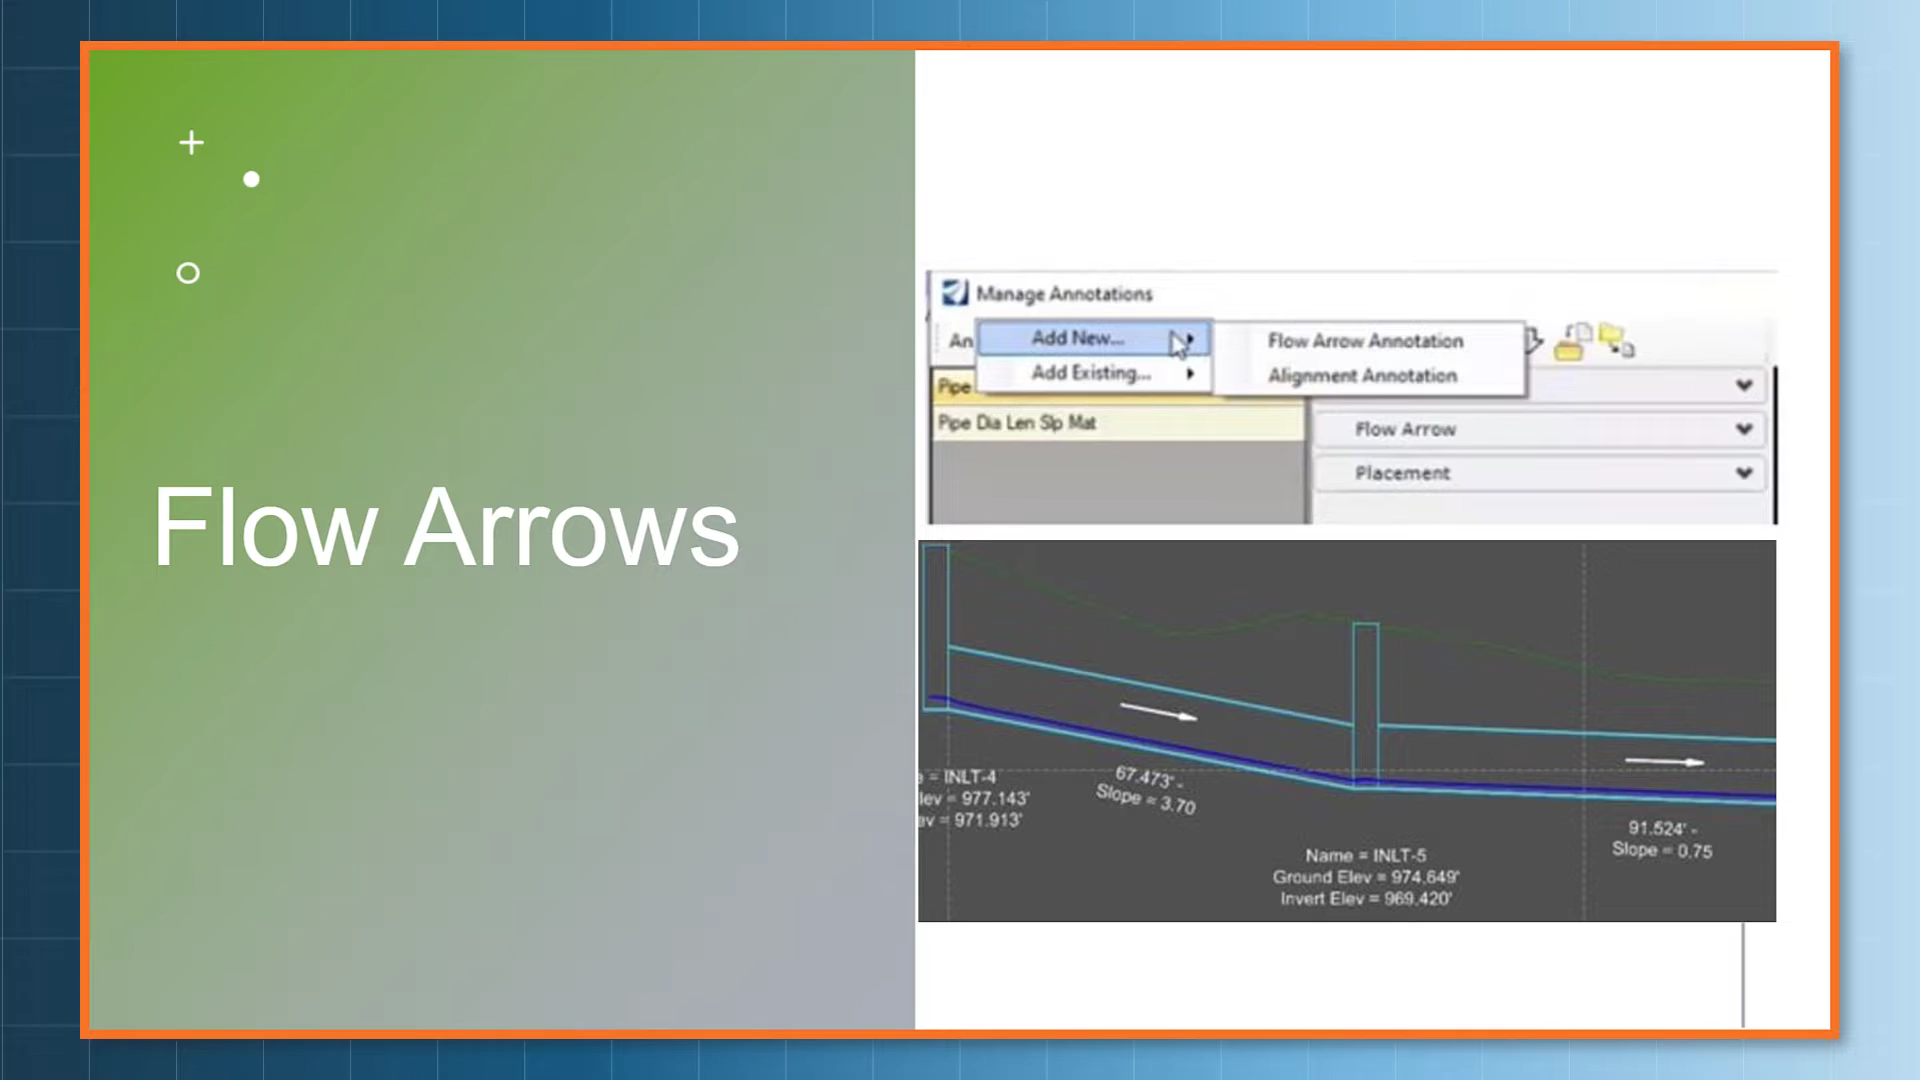 Flow Arrows
Manage Annotations
An
Add New...
Flow Arrow Annotation
Add Existing...
Alignment Annotation
Pipe
Pipe Dia Len Slp Mat
Flow Arrow
Placement
= INLT-4
lev = 977.143'
ev = 971.913'
67.473' -
Slope = 3.70
Name = INLT-5
Ground Elev = 974.649'
Invert Elev = 969.420'
91.524' -
Slope = 0.75